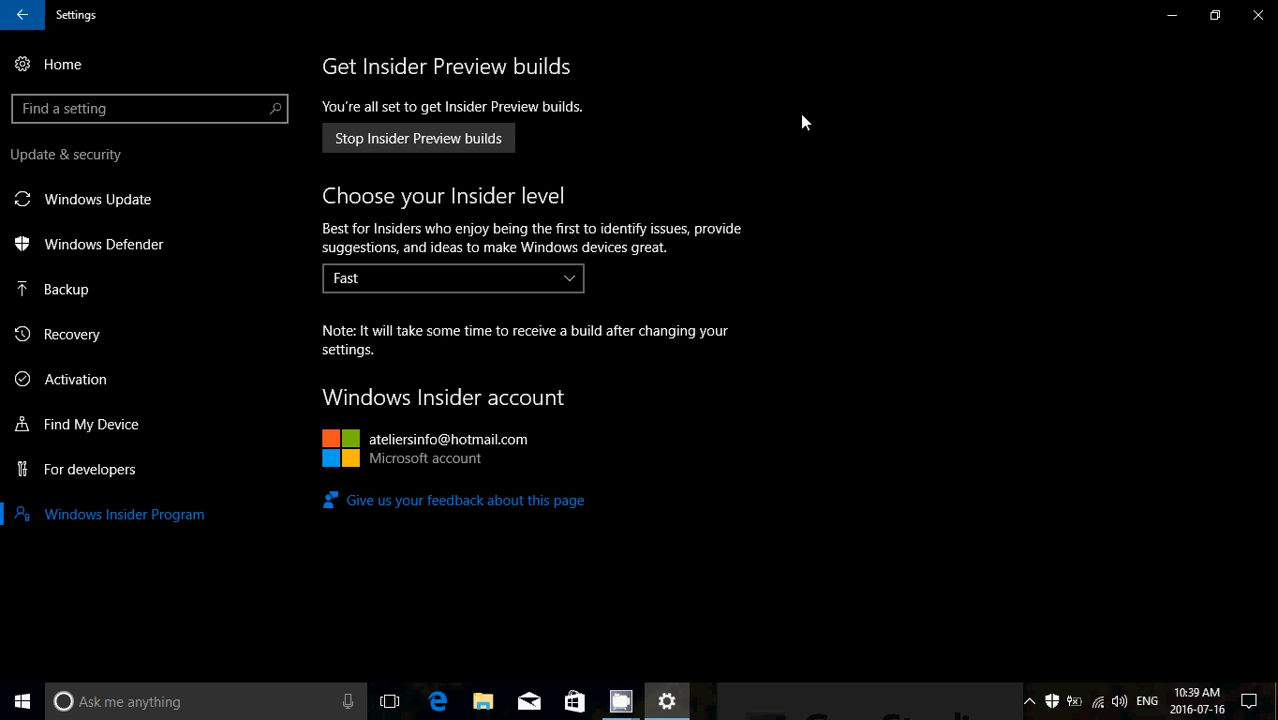 Settings
Home
Find a setting
Update & security
Windows Update
Windows Defender
Backup
Recovery
Activation
Find My Device
For developers
Windows Insider Program
Get Insider Preview builds
You're all set to get Insider Preview builds.
Stop Insider Preview builds
Choose your Insider level
Best for Insiders who enjoy being the first to identify issues, provide
suggestions, and ideas to make Windows devices great.
Fast
Note: It will take some time to receive a build after changing your
settings.
Windows Insider account
ateliersinfo@hotmail.com
Microsoft account
Give us your feedback about this page
Ask me anything
ENG
10:39 AM
2016-07-16